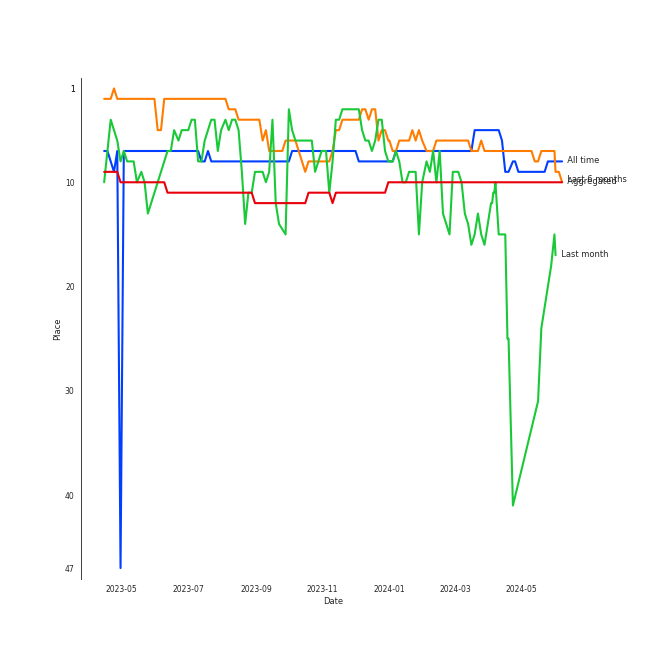 1
10
20
30
40
47
Place
2023-05
2023-07
2023-09
2023-11
2024-01
2024-03
2024-05
Date
All time
Last 6 months
Aggregated
Last month